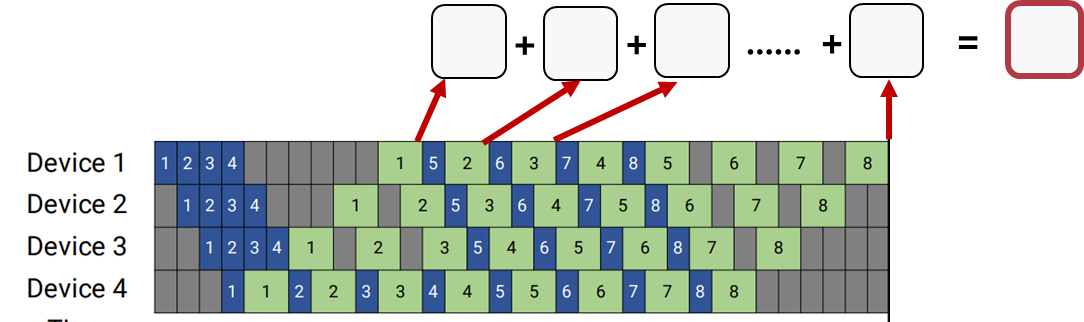 + + ...... + =
Device 1 1 2 3 4 1 5 2 6 3 7 4 8 5 6 7 8
Device 2 1 2 3 4 1 2 5 3 6 4 7 5 8 6 7 8
Device 3 1 2 3 4 1 2 3 5 4 6 5 7 6 8 7 8
Device 4 1 1 2 2 3 3 4 4 5 5 6 6 7 7 8 8